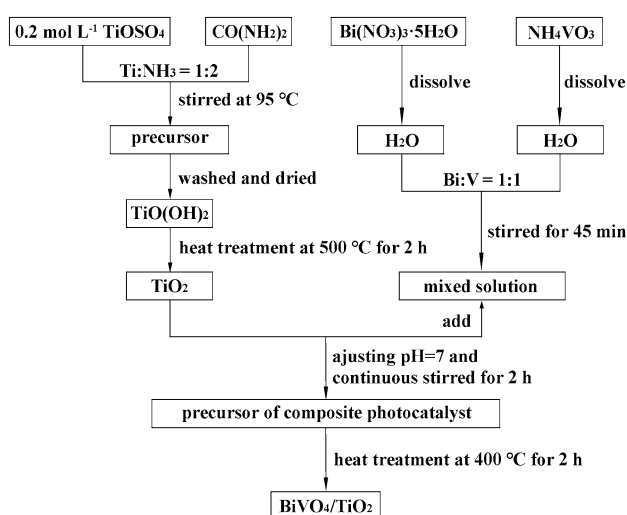 0.2 mol L-1 TiOSO4
CO(NH2)2
Bi(NO3)3·5H2O
NH4VO3
Ti:NH3 = 1:2
stirred at 95 °C
dissolve
dissolve
precursor
H2O
H2O
washed and dried
Bi:V = 1:1
TiO(OH)2
stirred for 45 min
heat treatment at 500 °C for 2 h
TiO2
mixed solution
add
ajusting pH=7 and
continuous stirred for 2 h
precursor of composite photocatalyst
heat treatment at 400 °C for 2 h
BiVO4/TiO2